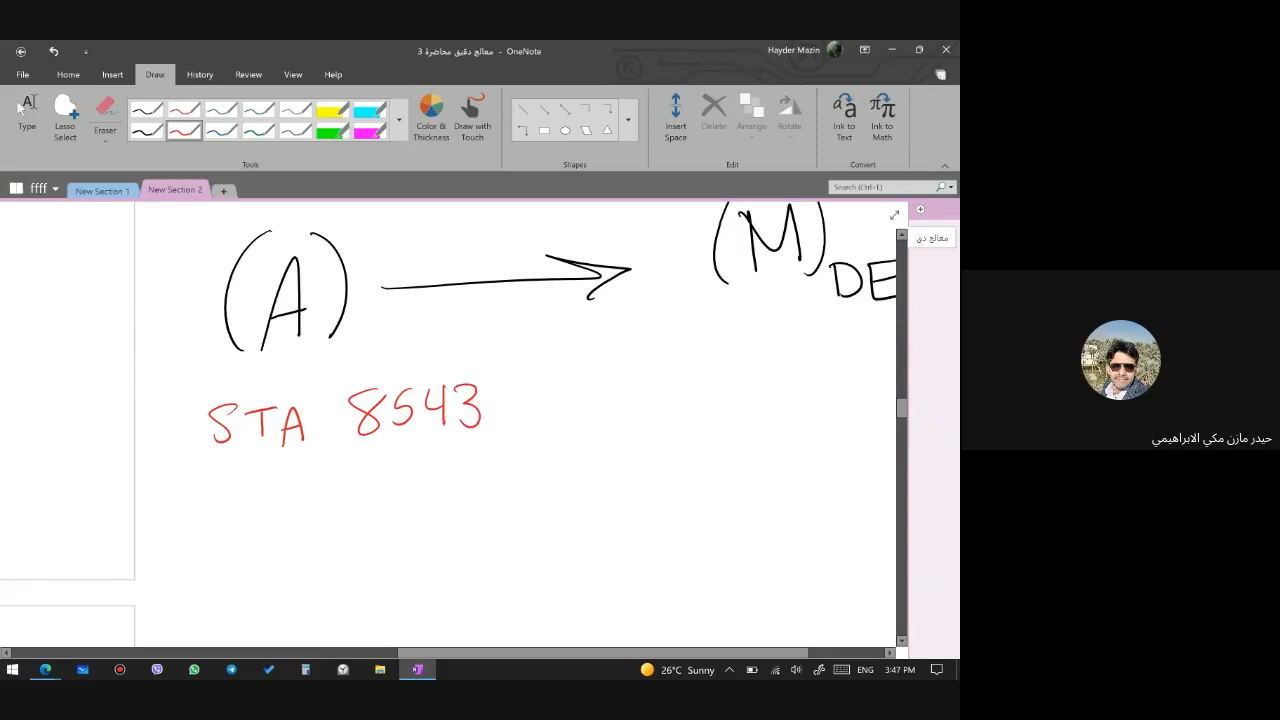 معالج دقيق محاضرة 3 - OneNote
Hayder Mazin
File Home Insert Draw History Review View Help
Type
Lasso Select
Eraser
Color & Thickness
Draw with Touch
Insert Space
Delete
Arrange
Rotate
Ink to Text
Ink to Math
Tools
Shapes
Edit
Convert
ffff
New Section 1
New Section 2
Search (Ctrl+E)
معالج دق
(A) (M) DE
STA 8543
حيدر مازن مكي الابراهيمي
26°C Sunny
ENG
3:47 PM